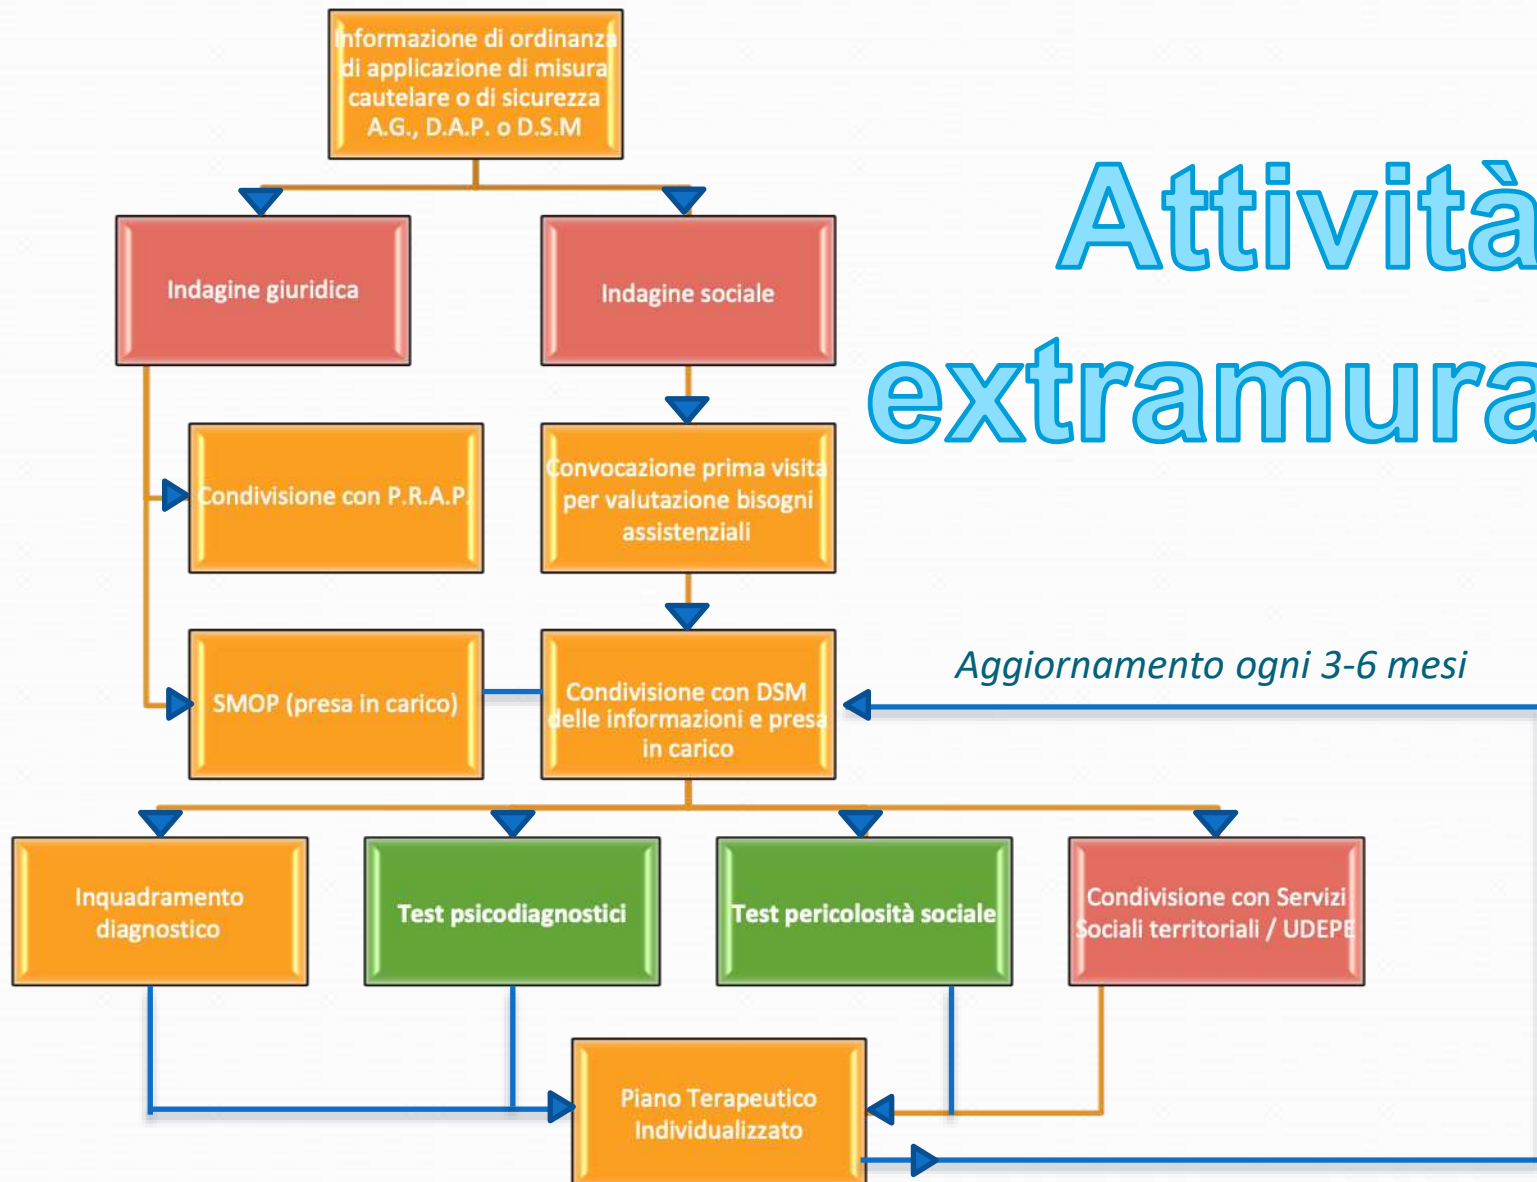 Informazione di ordinanza
di applicazione di misura
cautelare o di sicurezza
A.G., D.A.P. o D.S.M
Attività
extramura
Indagine giuridica
Indagine sociale
Condivisione con P.R.A.P.
Convocazione prima visita
per valutazione bisogni
assistenziali
SMOP (presa in carico)
Condivisione con DSM
delle informazioni e presa
in carico
Aggiornamento ogni 3-6 mesi
Inquadramento
diagnostico
Test psicodiagnostici
Test pericolosità sociale
Condivisione con Servizi
Sociali territoriali / UDEPE
Piano Terapeutico
Individualizzato